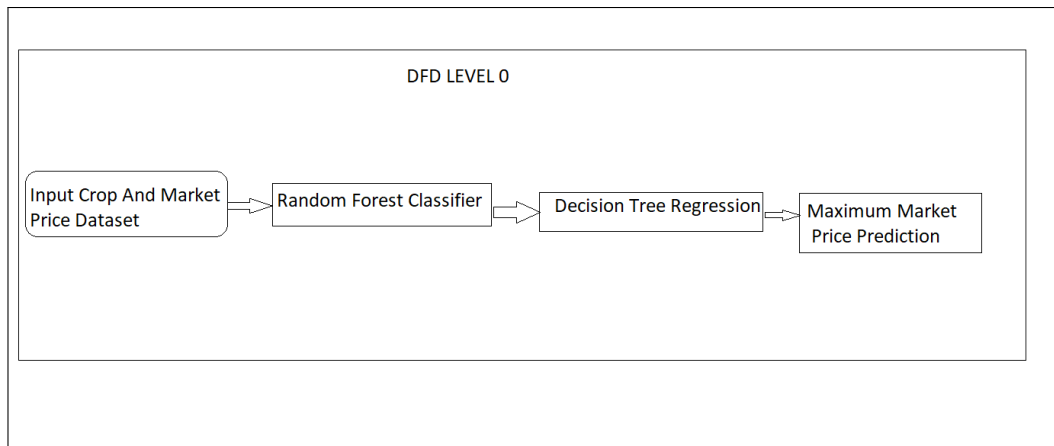 DFD LEVEL 0
Input Crop And Market
Price Dataset
Random Forest Classifier
Decision Tree Regression
Maximum Market
Price Prediction